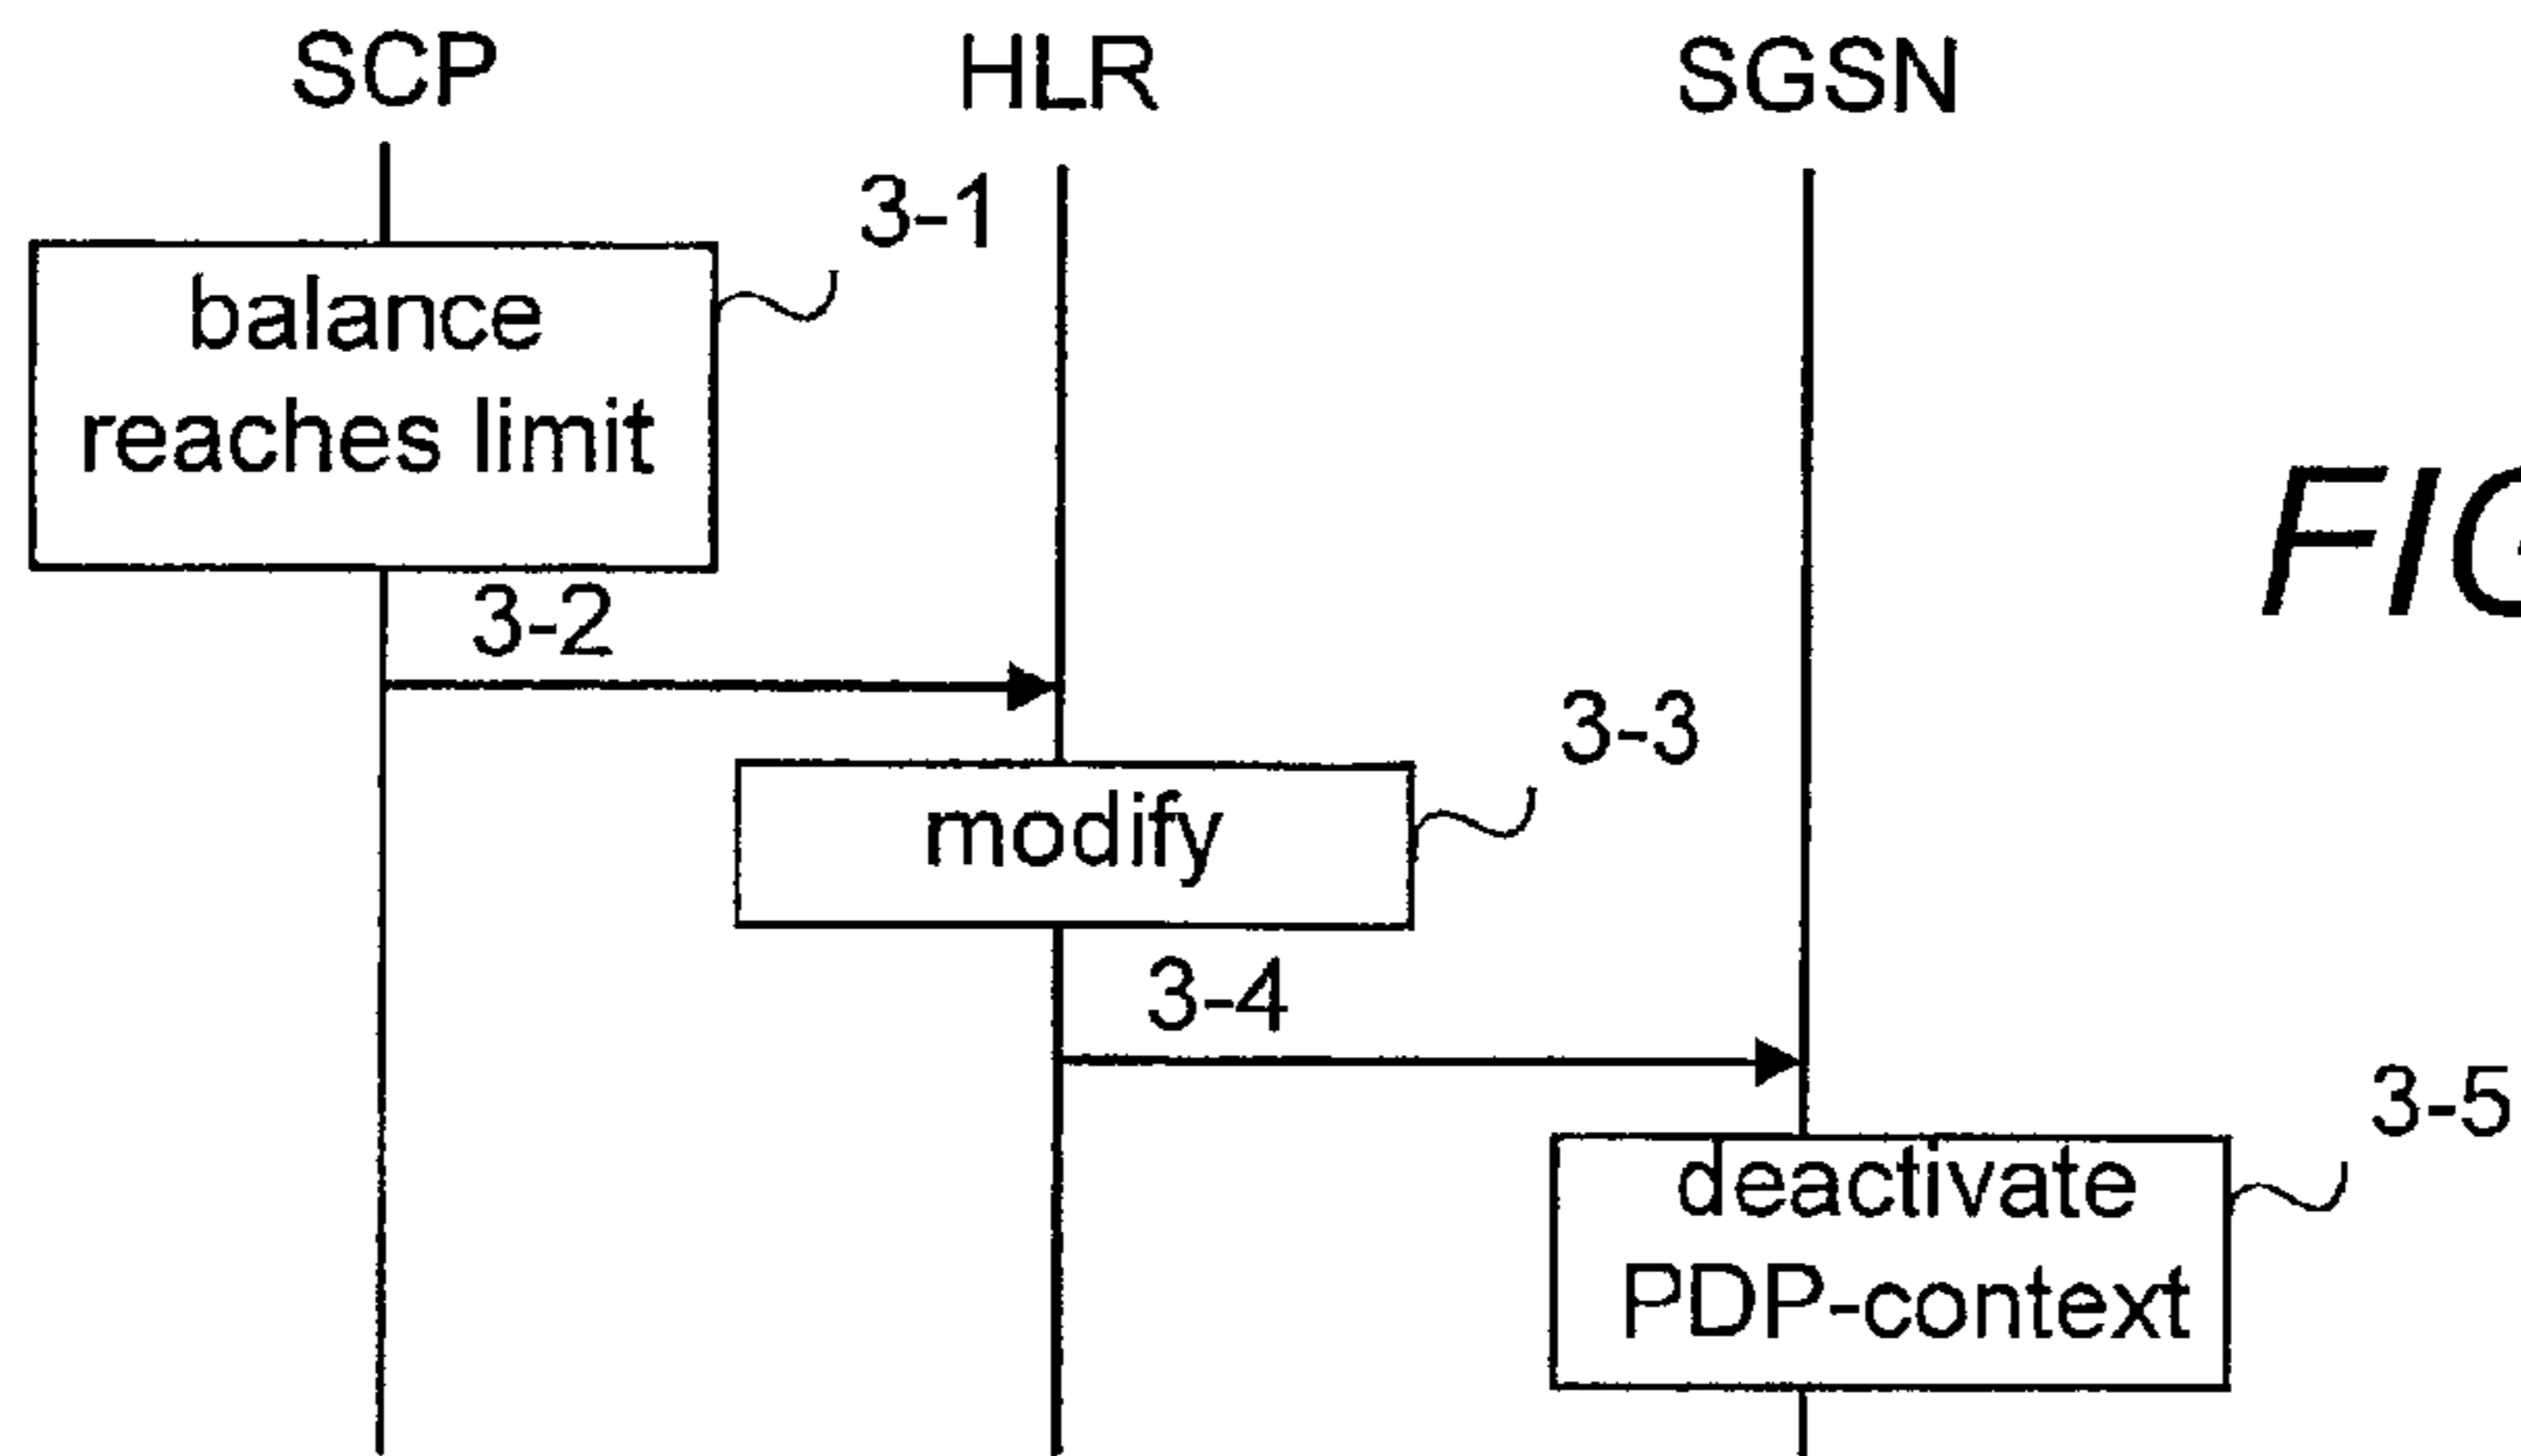 SCP HLR SGSN
3-1
balance
reaches limit
FIG
3-2
3-3
modify
3-4
3-5
deactivate
PDP-context